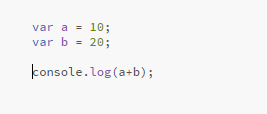 var a = 10;
var b = 20;
console.log(a+b);